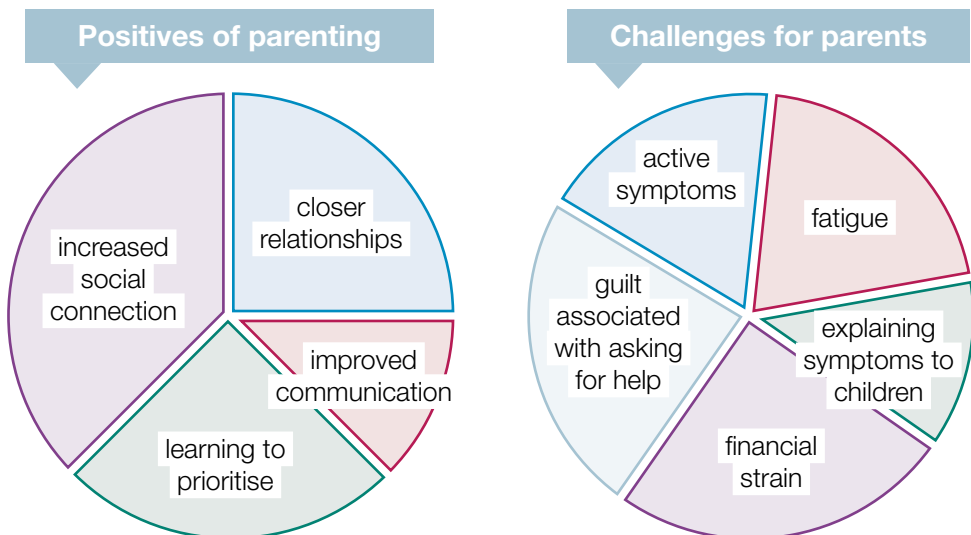 Positives of parenting
closer
relationships
improved
communication
learning to
prioritise
increased
social
connection
Challenges for parents
active
symptoms
fatigue
explaining
symptoms to
children
financial
strain
guilt
associated
with asking
for help